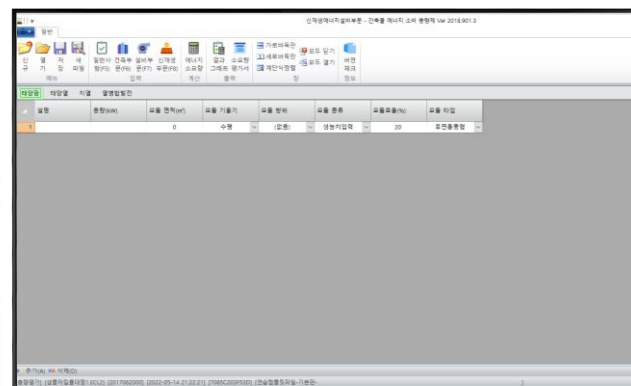 신재생에너지설비부문 - 건축물 에너지 소비 총량제 Ver 2018.901.3
일반
신규 열기 저장 새파일 일반사항(F5) 건축부문(F6) 설비부문(F7) 신재생부문(F8) 에너지소요량 결과그래프 소요량평가서 가로바둑판 세로바둑판 계단식정렬 모두 닫기 모두 열기 버전체크
메뉴 입력 계산 출력 창 정보
태양광 태양열 지열 열병합발전
설명 용량(kW) 모듈 면적(㎡) 모듈 기울기 모듈 방위 모듈 종류 모듈효율(%) 모듈 타입
1 0 수평 (없음) 성능치입력 20 후면통풍형
추가(A) 삭제(D)